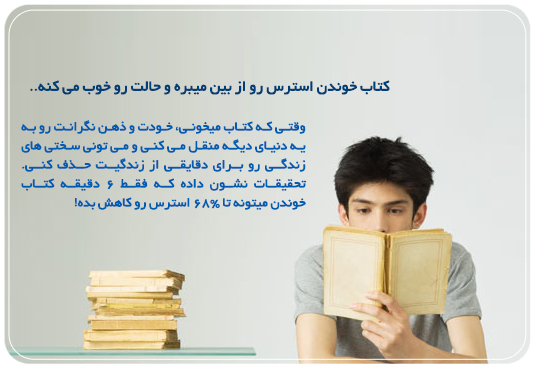 کتاب خوندن استرس رو از بین میبره و حالت رو خوب می کنه..
وقتی که کتاب میخونی، خودت و ذهن نگرانت رو به
یه دنیای دیگه منقل می کنی و می تونی سختی های
زندگی رو برای دقایقی از زندگیت حذف کنی.
تحقیقات نشون داده که فقط ۶ دقیقه کتاب
خوندن میتونه تا ۶۸% استرس رو کاهش بده!